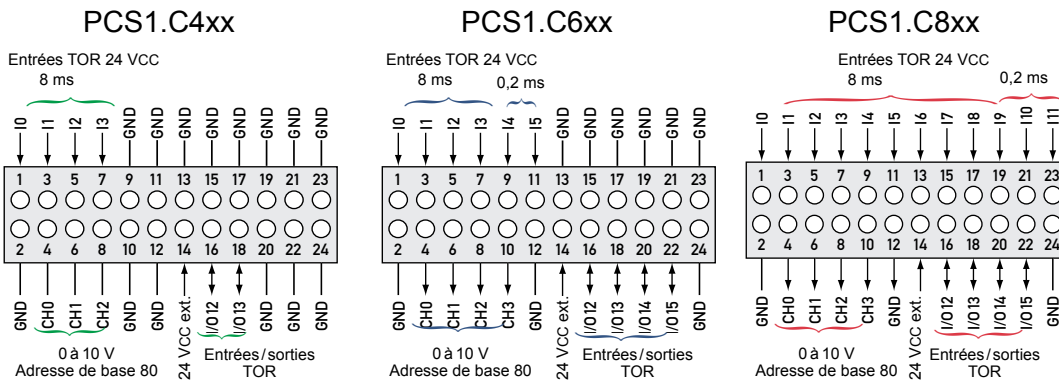 PCS1.C4xx
Entrées TOR 24 VCC
8 ms
I0 I1 I2 I3 GND GND GND GND GND GND GND GND
1 3 5 7 9 11 13 15 17 19 21 23
2 4 6 8 10 12 14 16 18 20 22 24
GND CH0 CH1 CH2 GND GND 24 VCC ext. I/O12 I/O13 GND GND GND
0 à 10 V
Adresse de base 80
Entrées/sorties
TOR
PCS1.C6xx
Entrées TOR 24 VCC
8 ms 0,2 ms
I0 I1 I2 I3 I4 I5 GND GND GND GND GND GND
1 3 5 7 9 11 13 15 17 19 21 23
2 4 6 8 10 12 14 16 18 20 22 24
GND CH0 CH1 CH2 CH3 GND 24 VCC ext. I/O12 I/O13 I/O14 I/O15 GND
0 à 10 V
Adresse de base 80
Entrées/sorties
TOR
PCS1.C8xx
Entrées TOR 24 VCC
8 ms 0,2 ms
I0 I1 I2 I3 I4 I5 I6 I7 I8 I9 I10 I11
1 3 5 7 9 11 13 15 17 19 21 23
2 4 6 8 10 12 14 16 18 20 22 24
GND CH0 CH1 CH2 CH3 GND 24 VCC ext. I/O12 I/O13 I/O14 I/O15 GND
0 à 10 V
Adresse de base 80
Entrées/sorties
TOR